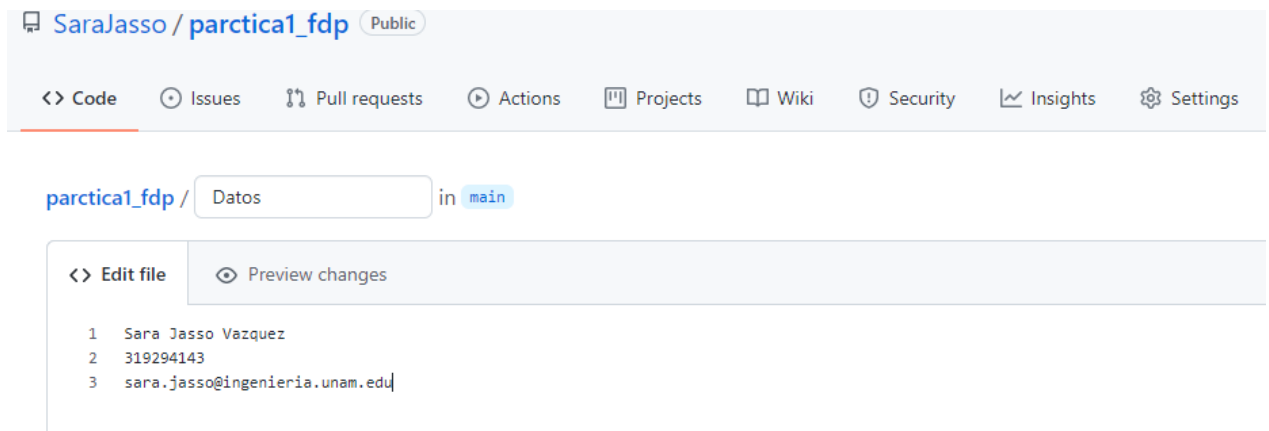 SaraJasso / parctica1_fdp Public
Code Issues Pull requests Actions Projects Wiki Security Insights Settings
parctica1_fdp / Datos in main
Edit file Preview changes
1 Sara Jasso Vazquez
2 319294143
3 sara.jasso@ingenieria.unam.edu